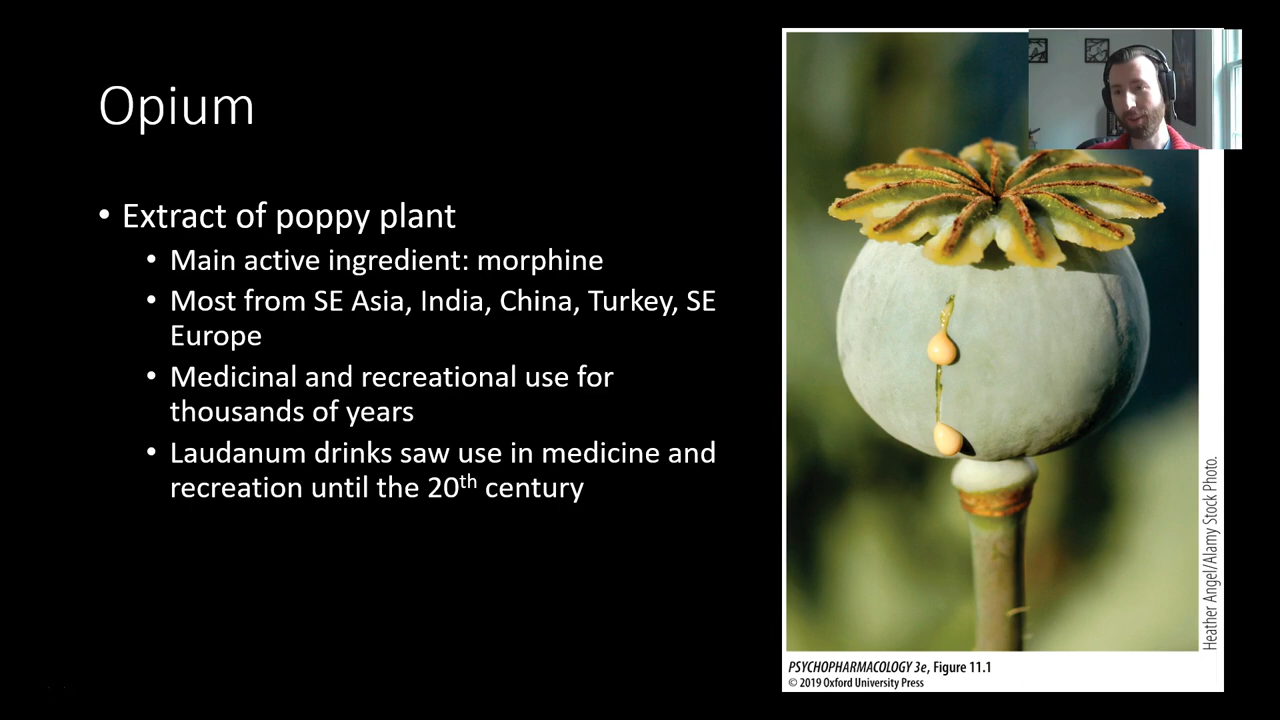 Opium
• Extract of poppy plant
• Main active ingredient: morphine
• Most from SE Asia, India, China, Turkey, SE
Europe
• Medicinal and recreational use for
thousands of years
• Laudanum drinks saw use in medicine and
recreation until the 20th century
Heather Angel/Alamy Stock Photo.
PSYCHOPHARMACOLOGY 3e, Figure 11.1
© 2019 Oxford University Press